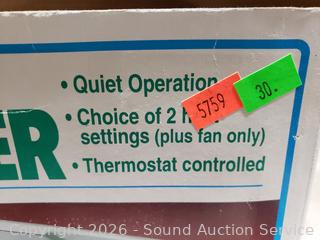 • Quiet Operation
5759
30.
• Choice of 2
settings (plus fan only)
ER
• Thermostat controlled
Copyright 2026 - Sound Auction Service